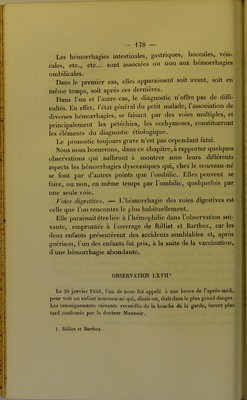 — 178 —
Les hémorrhagies intestinales, gastriques, buccales, vési-
cales, etc., etc... sont associées ou non aux hémorrhagies
ombilicales.
Dans le premier cas, elles apparaissent soit avant, soit en
même temps, soit après ces dernières.
Dans l'un et l'autre cas, le diagnostic n'offre pas de diffi-
cultés. En effet, l'état général du petit malade, l'association de
diverses hémorrhagies, se faisant par des voies multiples, et
principalement les pétéchies, les ecchymoses, constitueront
les éléments du diagnostic étiologique.
Le pronostic toujours grave n'est pas cependant fatal.
Nous nous bornerons, dans ce chapitre, à rapporter quelques
observations qui suffiront à montrer sous leurs différents
aspects les hémorrhagies dyscrasiques qui, chez le nouveau-né
se font par d'autres points que l'ombilic. Elles peuvent se
faire, ou non, en même temps par l'ombilic, quelquefois par
une seule voie.
Voies digestives. — L'hémorrhagie des voies digestives est
celle que l'on rencontre le plus habituellement.
Elle paraissait être liée à l'hémophilie dans l'observation sui-
vante, empruntée à l'ouvrage de Rilliet et Barthez, car les
deux enfants présentèrent des accidents semblables et, après
guérison, l'un des enfants fut pris, à la suite de la vaccination,
d'une hémorrhagie abondante.
OBSERVATION LXVII¹
Le 30 janvier 1848, l'un de nous fut appelé à une heure de l'après-midi,
pour voir un enfant nouveau-né qui, disait-on, était dans le plus grand danger.
Les renseignements suivants recueillis de la bouche de la garde, furent plus
tard confirmés par le docteur Maunoir.
1. Rilliez et Barthez.